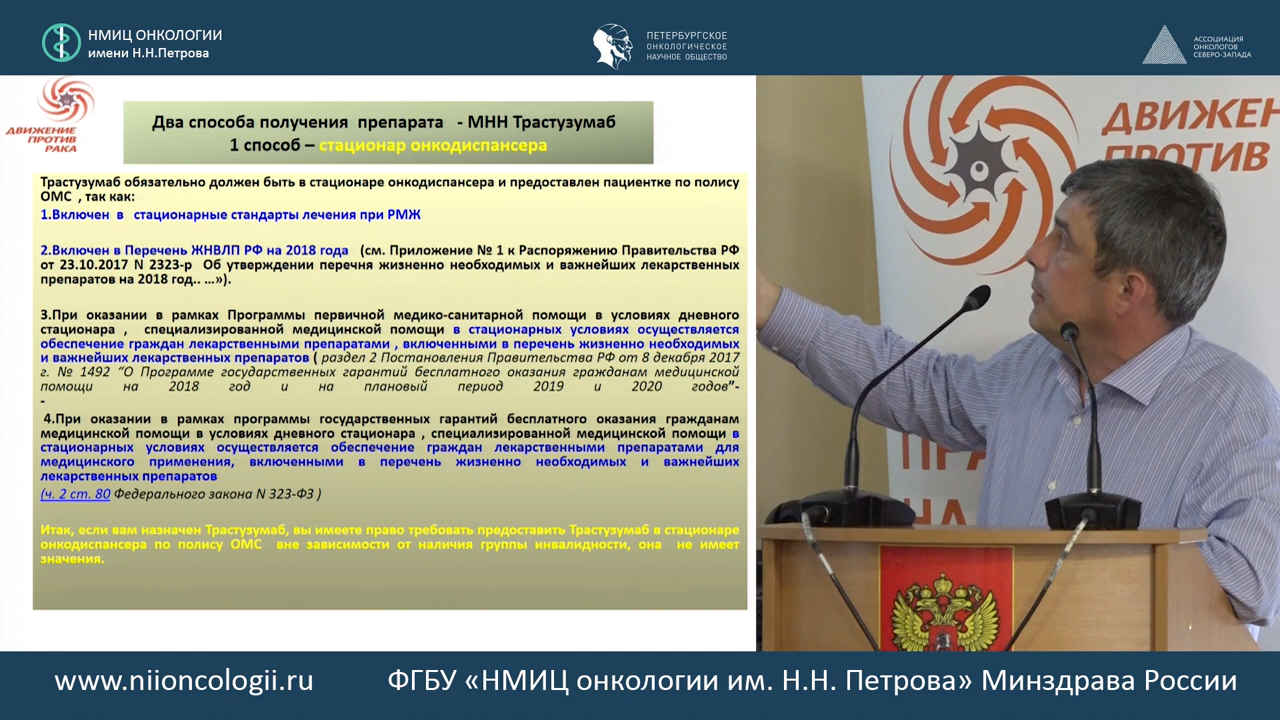 НМИЦ ОНКОЛОГИИ
имени Н.Н.Петрова
ПЕТЕРБУРГСКОЕ
ОНКОЛОГИЧЕСКОЕ
НАУЧНОЕ ОБЩЕСТВО
АССОЦИАЦИЯ
ОНКОЛОГОВ
СЕВЕРО-ЗАПАДА
ДВИЖЕНИЕ
ПРОТИВ
РАКА
Два способа получения препарата - МНН Трастузумаб
1 способ – стационар онкодиспансера
Трастузумаб обязательно должен быть в стационаре онкодиспансера и предоставлен пациентке по полису
ОМС , так как:
1.Включен в стационарные стандарты лечения при РМЖ
2.Включен в Перечень ЖНВЛП РФ на 2018 года (см. Приложение № 1 к Распоряжению Правительства РФ
от 23.10.2017 N 2323-р Об утверждении перечня жизненно необходимых и важнейших лекарственных
препаратов на 2018 год.. …»).
3.При оказании в рамках Программы первичной медико-санитарной помощи в условиях дневного
стационара , специализированной медицинской помощи в стационарных условиях осуществляется
обеспечение граждан лекарственными препаратами , включенными в перечень жизненно необходимых
и важнейших лекарственных препаратов ( раздел 2 Постановления Правительства РФ от 8 декабря 2017
г. № 1492 “О Программе государственных гарантий бесплатного оказания гражданам медицинской
помощи на 2018 год и на плановый период 2019 и 2020 годов”-
-
4.При оказании в рамках программы государственных гарантий бесплатного оказания гражданам
медицинской помощи в условиях дневного стационара , специализированной медицинской помощи в
стационарных условиях осуществляется обеспечение граждан лекарственными препаратами для
медицинского применения, включенными в перечень жизненно необходимых и важнейших
лекарственных препаратов
(ч. 2 ст. 80 Федерального закона N 323-ФЗ )
Итак, если вам назначен Трастузумаб, вы имеете право требовать предоставить Трастузумаб в стационаре
онкодиспансера по полису ОМС вне зависимости от наличия группы инвалидности, она не имеет
значения.
ДВИЖЕН
ПРОТИВ
ПРА
НА
www.niioncologii.ru
ФГБУ «НМИЦ онкологии им. Н.Н. Петрова» Минздрава России